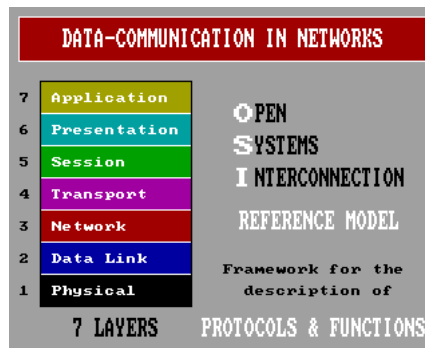 DATA-COMMUNICATION IN NETWORKS
7 Application
6 Presentation
5 Session
4 Transport
3 Network
2 Data Link
1 Physical
7 LAYERS
OPEN
SYSTEMS
INTERCONNECTION
REFERENCE MODEL
Framework for the
description of
PROTOCOLS & FUNCTIONS